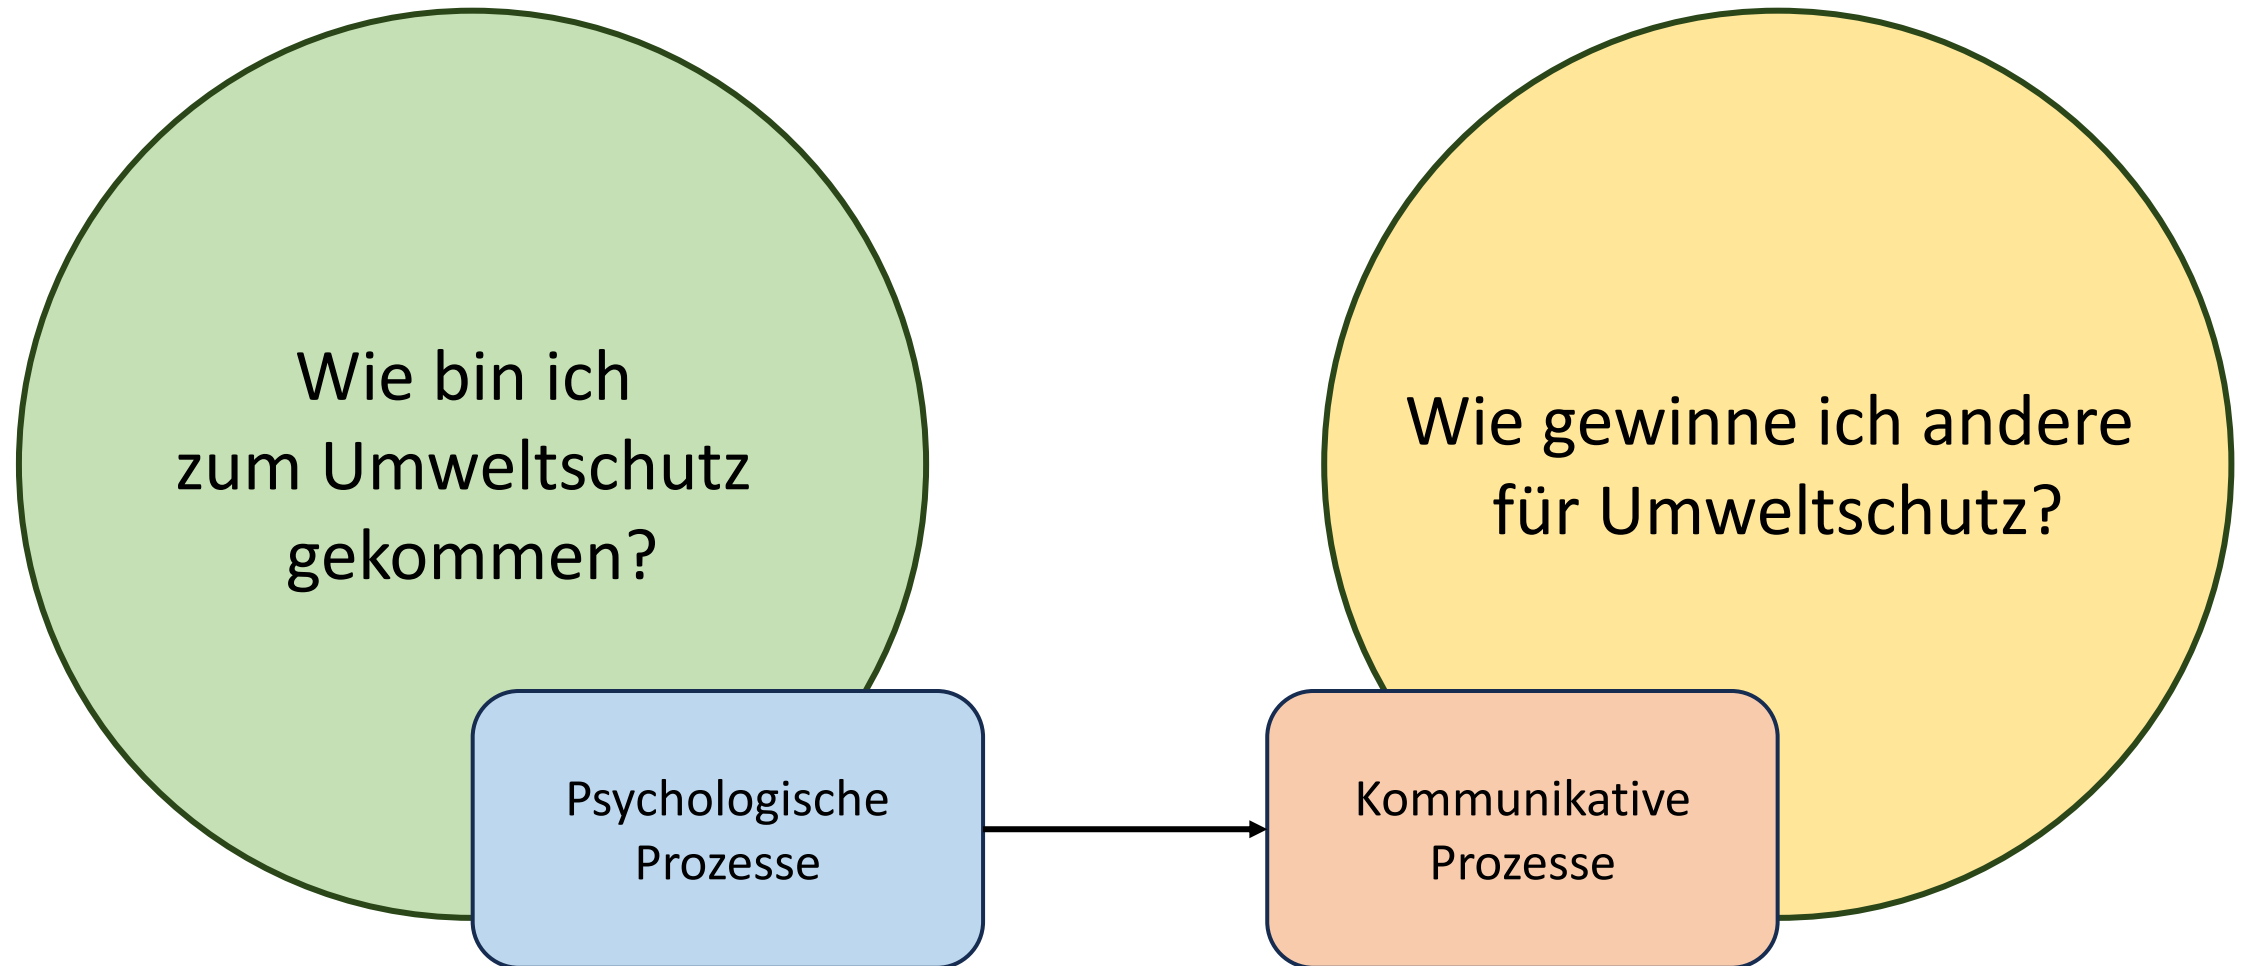 Wie bin ich
zum Umweltschutz
gekommen?
Wie gewinne ich andere
für Umweltschutz?
Psychologische
Prozesse
Kommunikative
Prozesse